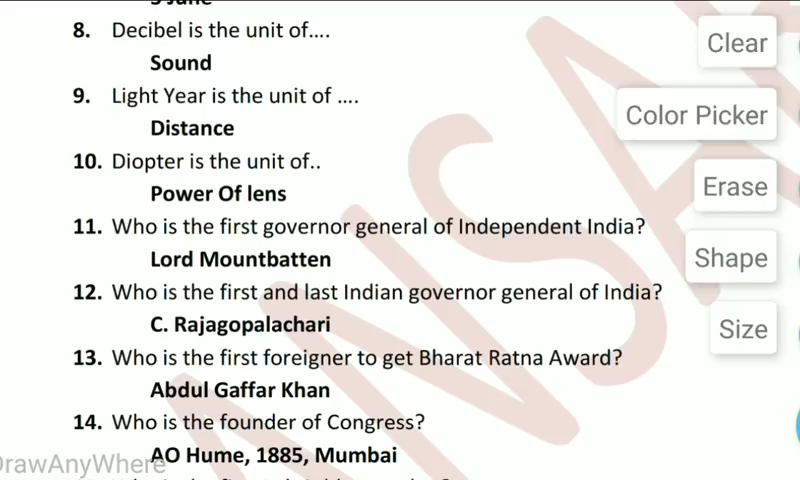 5 June
8. Decibel is the unit of....
Sound
9. Light Year is the unit of ....
Distance
10. Diopter is the unit of..
Power Of lens
11. Who is the first governor general of Independent India?
Lord Mountbatten
12. Who is the first and last Indian governor general of India?
C. Rajagopalachari
13. Who is the first foreigner to get Bharat Ratna Award?
Abdul Gaffar Khan
14. Who is the founder of Congress?
AO Hume, 1885, Mumbai
Clear
Color Picker
Erase
Shape
Size
DrawAnyWhere
ANSAR